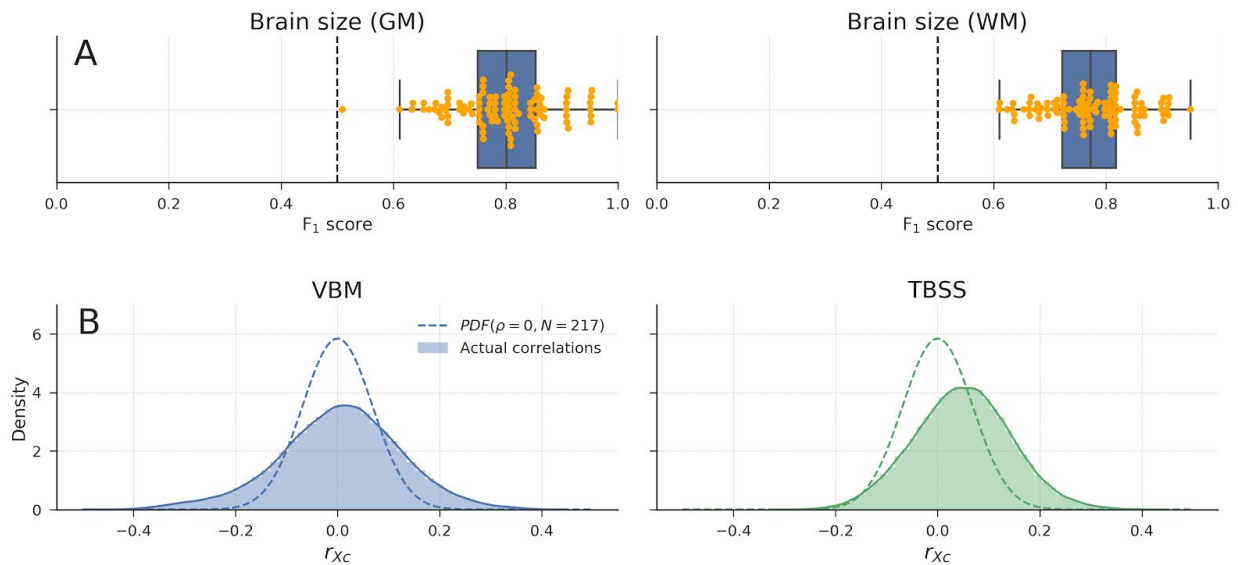 Brain size (GM)
Brain size (WM)
A
0.0 0.2 0.4 0.6 0.8 1.0
0.0 0.2 0.4 0.6 0.8 1.0
F₁ score
F₁ score
VBM
TBSS
B
PDF(ρ = 0, N = 217)
Actual correlations
Density
6
4
2
0
−0.4 −0.2 0.0 0.2 0.4
−0.4 −0.2 0.0 0.2 0.4
r_Xc
r_Xc